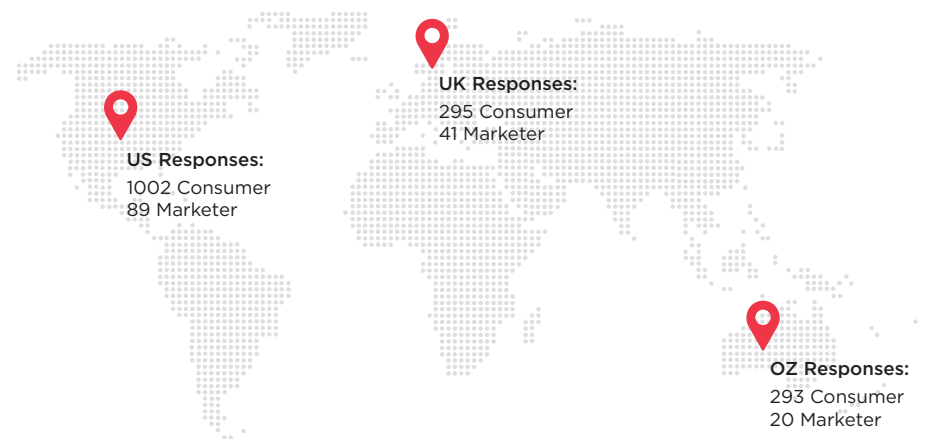 UK Responses:
295 Consumer
41 Marketer
US Responses:
1002 Consumer
89 Marketer
OZ Responses:
293 Consumer
20 Marketer